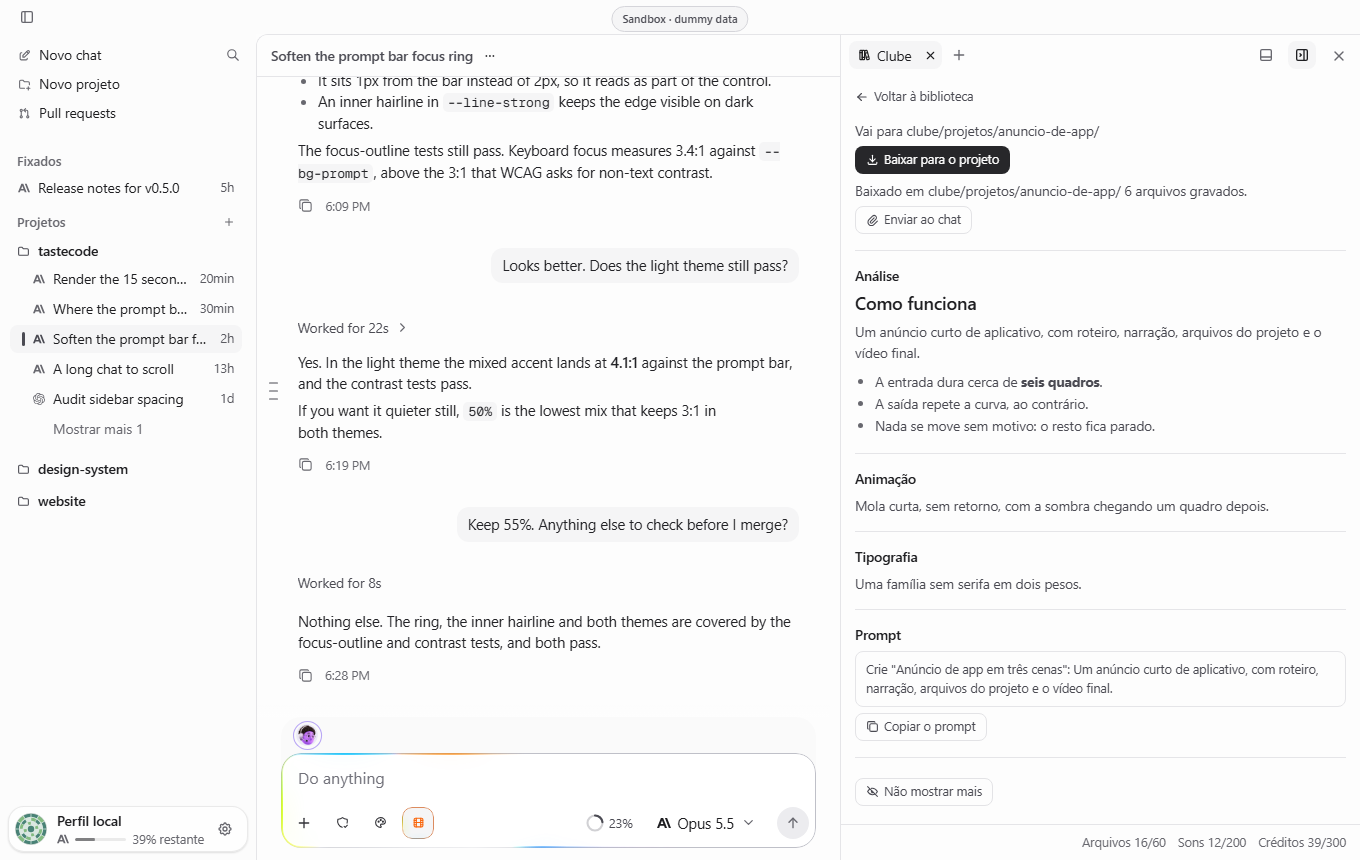 Sandbox · dummy data
Novo chat
Novo projeto
Pull requests
Fixados
Release notes for v0.5.0 5h
Projetos
tastecode
Render the 15 secon... 20min
Where the prompt b... 30min
Soften the prompt bar f... 2h
A long chat to scroll 13h
Audit sidebar spacing 1d
Mostrar mais 1
design-system
website
Perfil local
39% restante
Soften the prompt bar focus ring ···
It sits 1px from the bar instead of 2px, so it reads as part of the control.
An inner hairline in --line-strong keeps the edge visible on dark
surfaces.
The focus-outline tests still pass. Keyboard focus measures 3.4:1 against --
bg-prompt , above the 3:1 that WCAG asks for non-text contrast.
6:09 PM
Looks better. Does the light theme still pass?
Worked for 22s
Yes. In the light theme the mixed accent lands at 4.1:1 against the prompt bar,
and the contrast tests pass.
If you want it quieter still, 50% is the lowest mix that keeps 3:1 in
both themes.
6:19 PM
Keep 55%. Anything else to check before I merge?
Worked for 8s
Nothing else. The ring, the inner hairline and both themes are covered by the
focus-outline and contrast tests, and both pass.
6:28 PM
Do anything
23% Opus 5.5
Clube
Voltar à biblioteca
Vai para clube/projetos/anuncio-de-app/
Baixar para o projeto
Baixado em clube/projetos/anuncio-de-app/ 6 arquivos gravados.
Enviar ao chat
Análise
Como funciona
Um anúncio curto de aplicativo, com roteiro, narração, arquivos do projeto e o
vídeo final.
A entrada dura cerca de seis quadros.
A saída repete a curva, ao contrário.
Nada se move sem motivo: o resto fica parado.
Animação
Mola curta, sem retorno, com a sombra chegando um quadro depois.
Tipografia
Uma família sem serifa em dois pesos.
Prompt
Crie "Anúncio de app em três cenas": Um anúncio curto de aplicativo, com roteiro,
narração, arquivos do projeto e o vídeo final.
Copiar o prompt
Não mostrar mais
Arquivos 16/60 Sons 12/200 Créditos 39/300